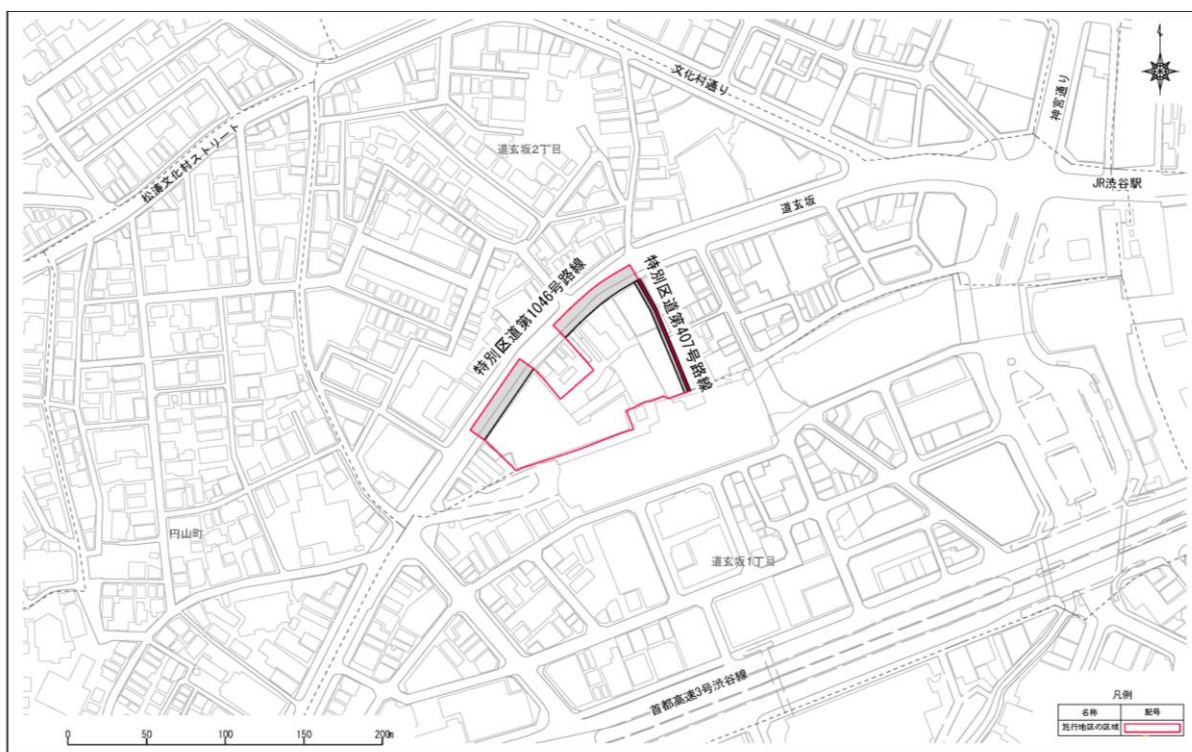 文化村通り
神宮通り
道玄坂2丁目
松濤文化村ストリート
JR渋谷駅
道玄坂
特別区道第1046号路線
特別区道第407号路線
円山町
道玄坂1丁目
首都高速3号渋谷線
凡例
名称 記号
施行地区の区域
0 50 100 150 200m